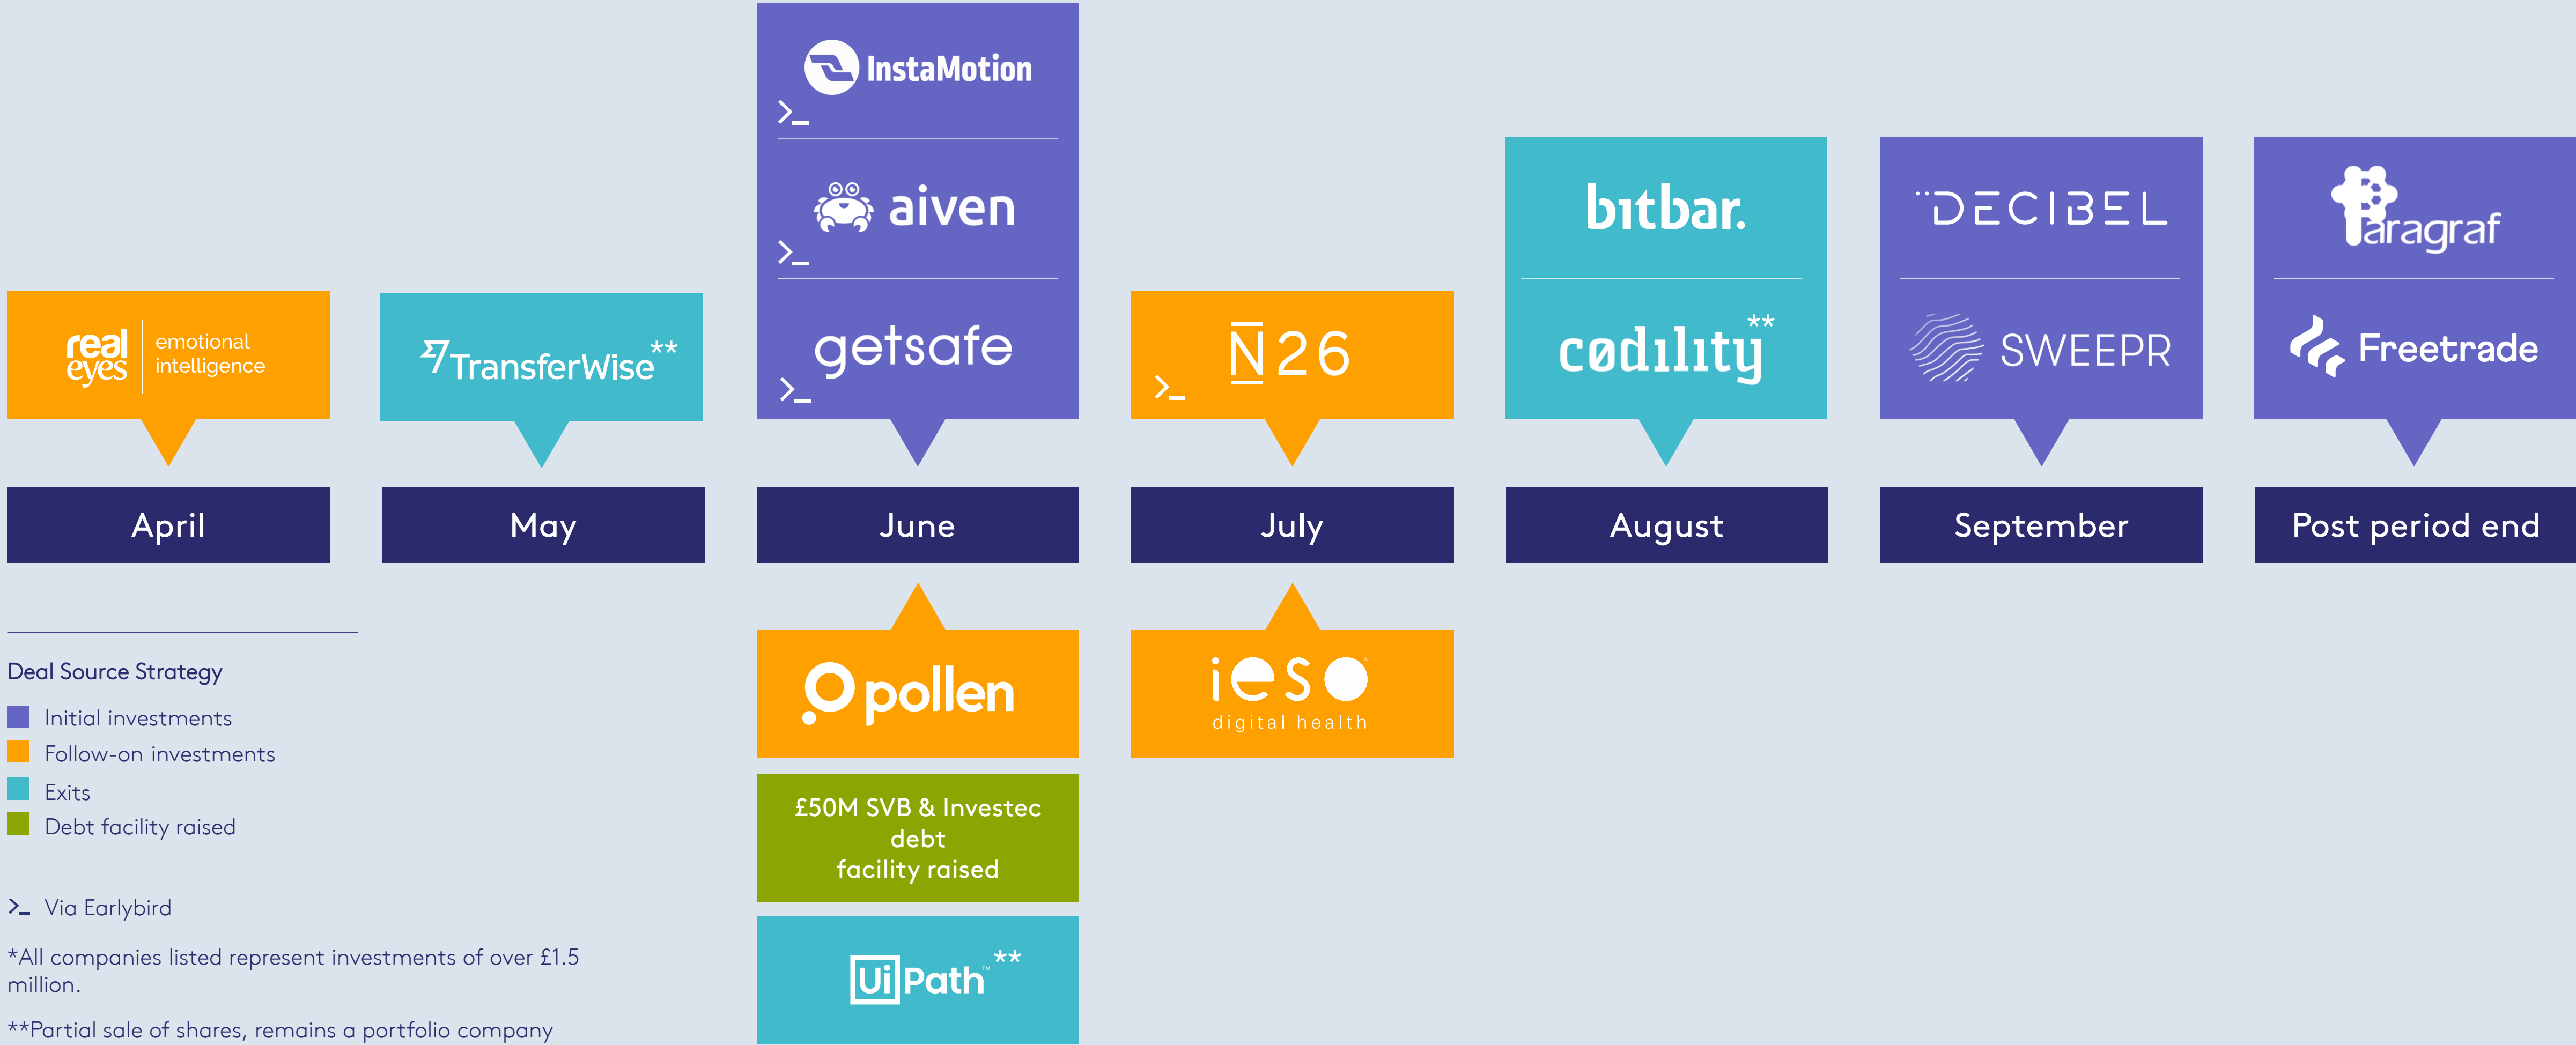 InstaMotion
>_
aiven
>_
getsafe
>_
real
eyes
emotional
intelligence
TransferWise**
N26
>_
bitbar.
codility**
DECIBEL
SWEEPR
Paragraf
Freetrade
April
May
June
July
August
September
Post period end
pollen
£50M SVB & Investec
debt
facility raised
UiPath™**
ieso®
digital health
Deal Source Strategy
Initial investments
Follow-on investments
Exits
Debt facility raised
>_ Via Earlybird
*All companies listed represent investments of over £1.5
million.
**Partial sale of shares, remains a portfolio company